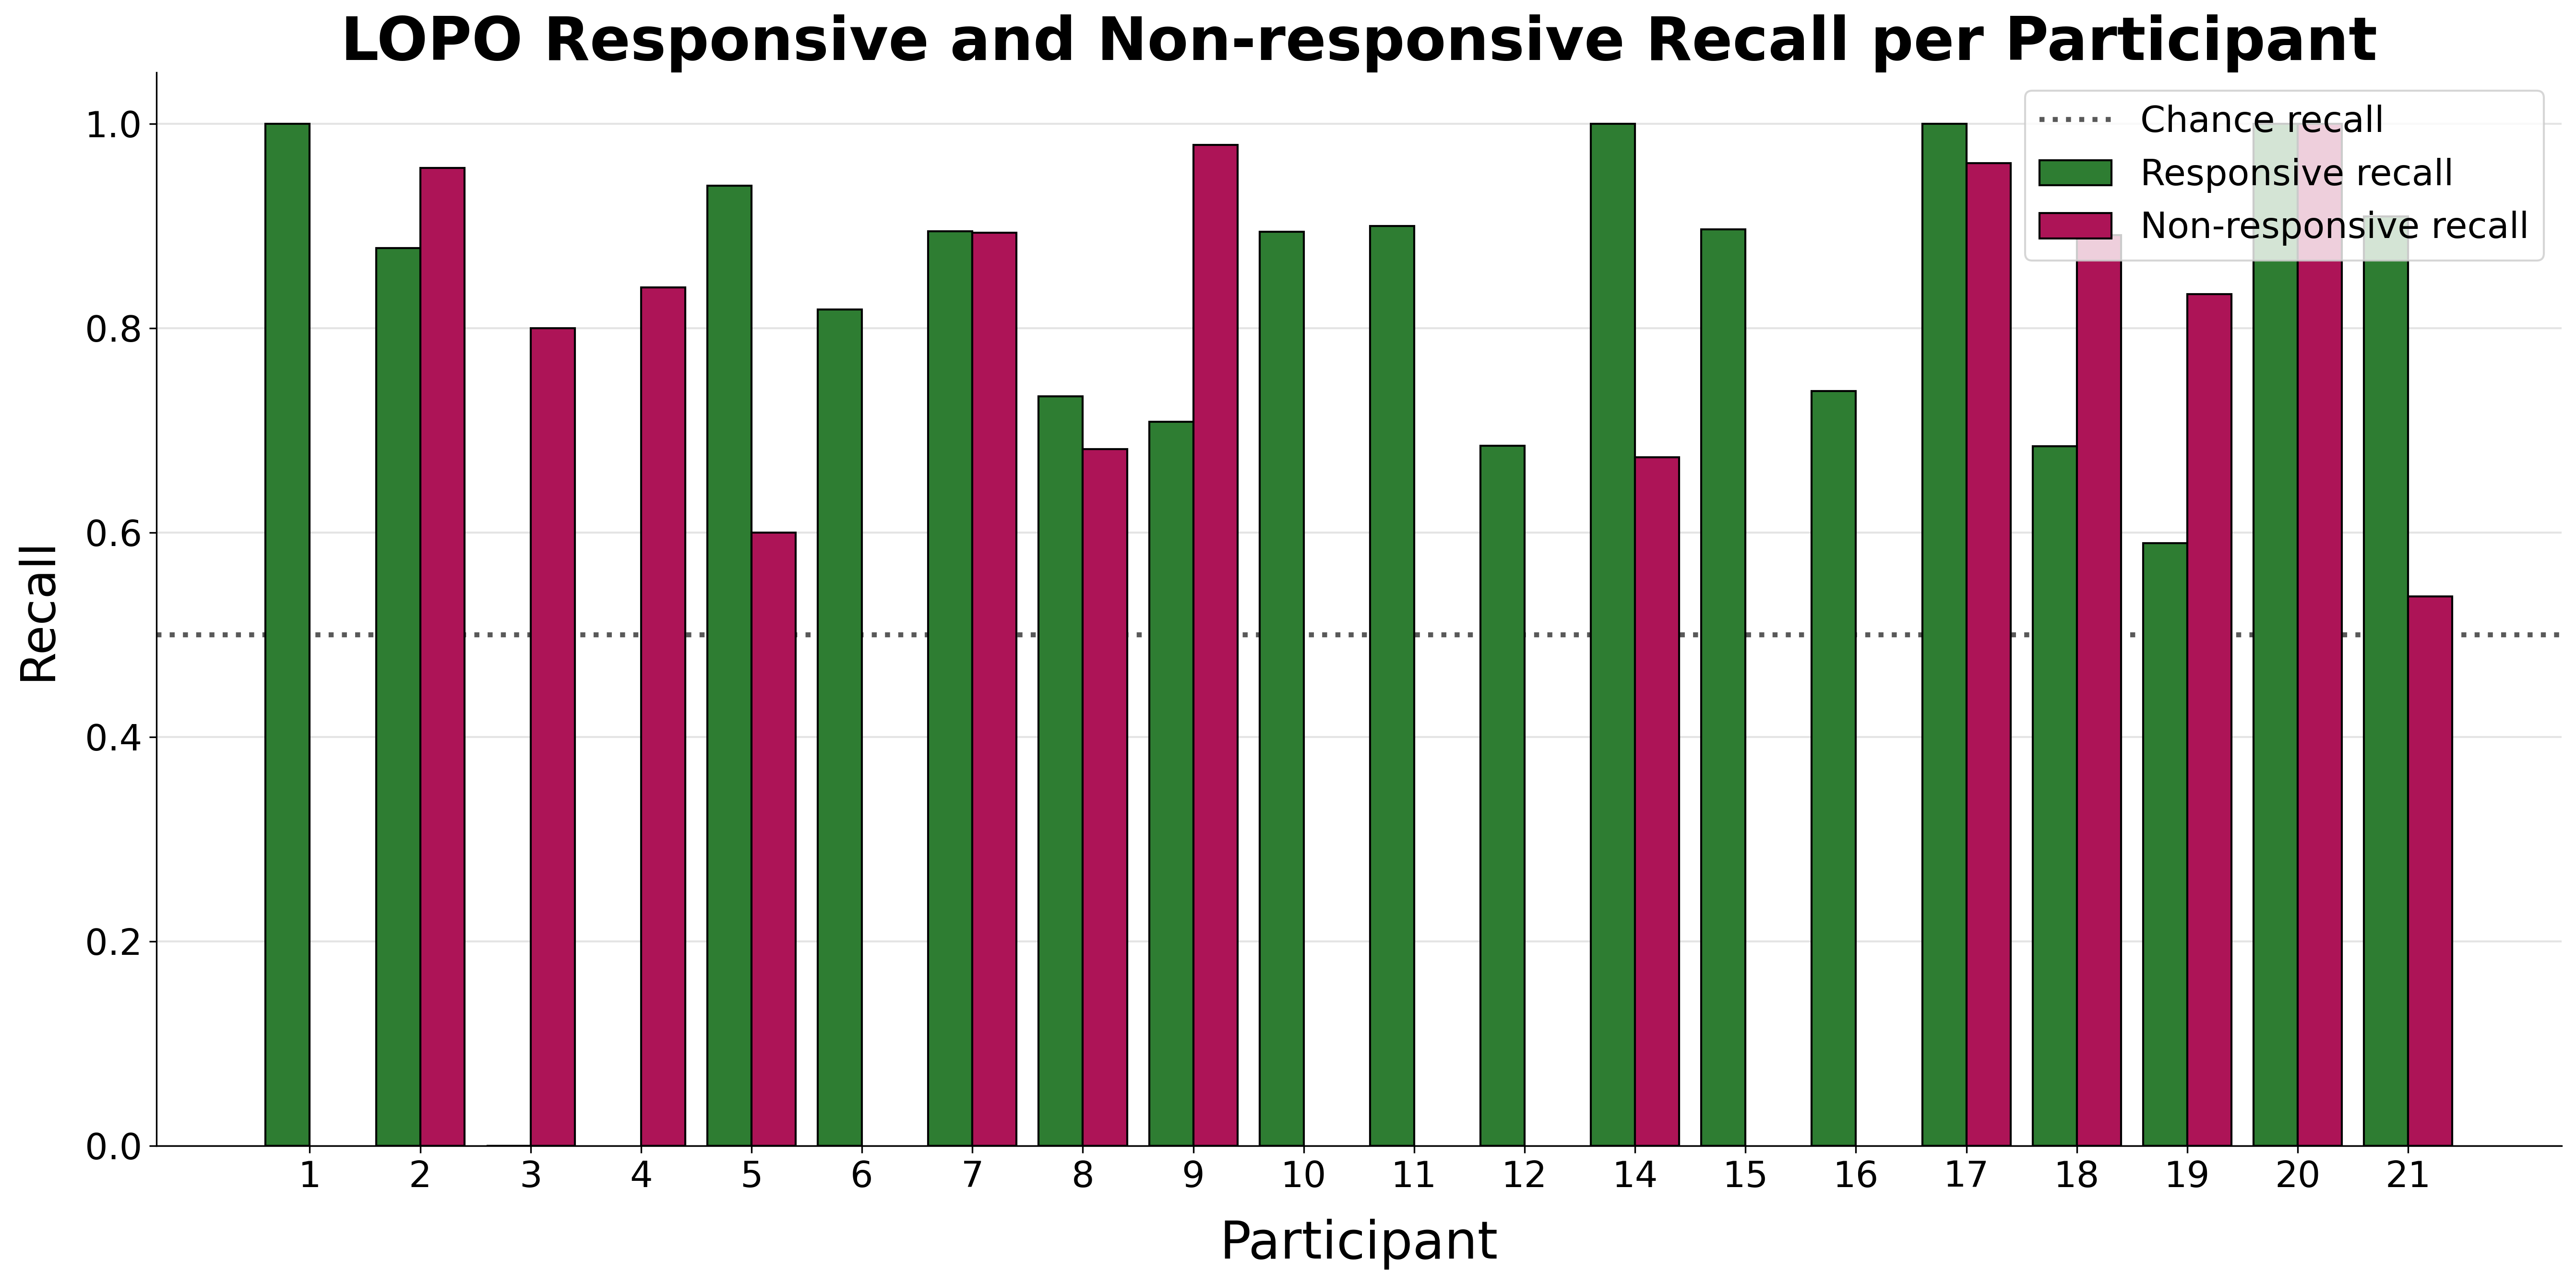 LOPO Responsive and Non-responsive Recall per Participant
Chance recall
Responsive recall
Non-responsive recall
1.0
0.8
0.6
0.4
0.2
0.0
Recall
1 2 3 4 5 6 7 8 9 10 11 12 14 15 16 17 18 19 20 21
Participant